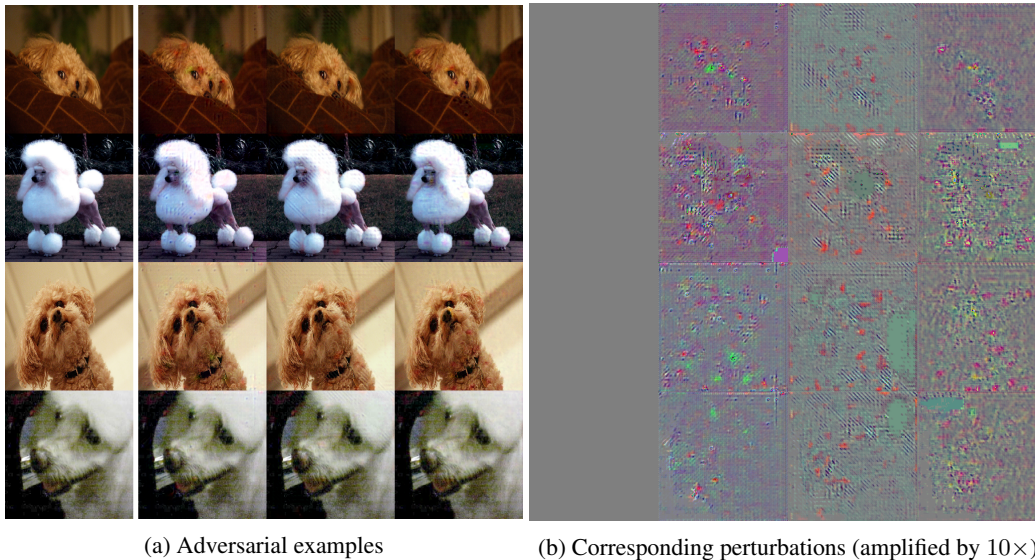 (a) Adversarial examples
(b) Corresponding perturbations (amplified by 10×)